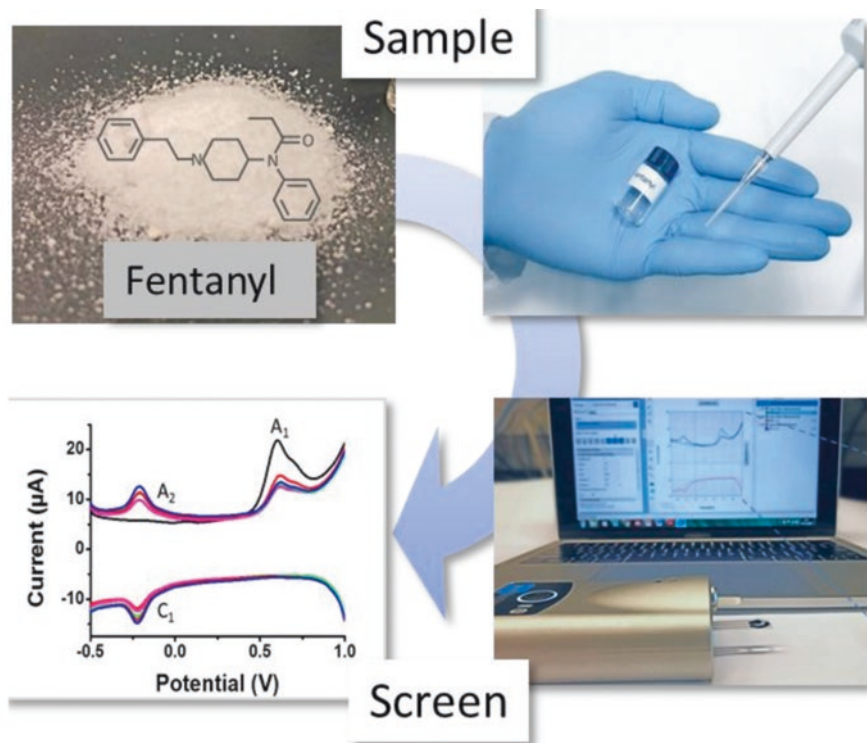 Sample
N
N
O
Fentanyl
A₁
A₂
C₁
20
10
0
-10
Current (µA)
-0.5 0.0 0.5 1.0
Potential (V)
Screen